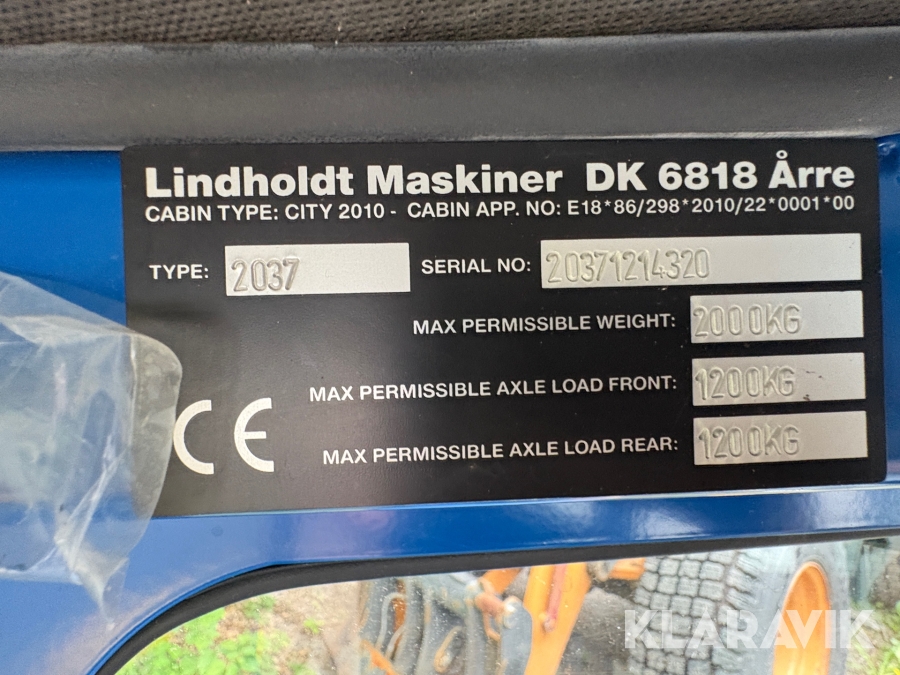 Lindholdt Maskiner DK 6818 Årre
CABIN TYPE: CITY 2010 - CABIN APP. NO: E18*86/298*2010/22*0001*00
TYPE: 2037 SERIAL NO: 20371214320
MAX PERMISSIBLE WEIGHT: 2000KG
MAX PERMISSIBLE AXLE LOAD FRONT: 1200KG
CE
MAX PERMISSIBLE AXLE LOAD REAR: 1200KG
KLARAVIK